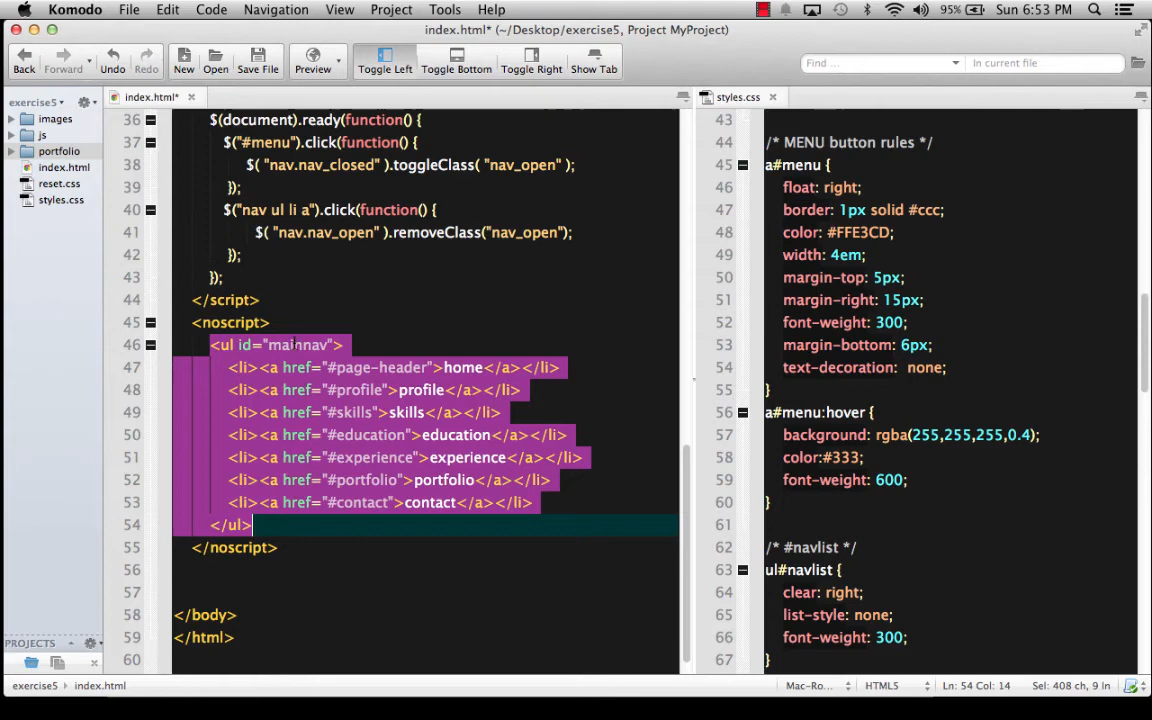 Komodo File Edit Code Navigation View Project Tools Help 95% Sun 6:53 PM
index.html* (~/Desktop/exercise5, Project MyProject)
Back Forward Undo Redo New Open Save File Preview Toggle Left Toggle Bottom Toggle Right Show Tab Find ... In current file
exercise5
images
js
portfolio
index.html
reset.css
styles.css
PROJECTS
index.html*
36 $(document).ready(function() {
37 $("#menu").click(function() {
38 $( "nav.nav_closed" ).toggleClass( "nav_open" );
39 });
40 $("nav ul li a").click(function() {
41 $( "nav.nav_open" ).removeClass("nav_open");
42 });
43 });
44 </script>
45 <noscript>
46 <ul id="mainnav">
47 <li><a href="#page-header">home</a></li>
48 <li><a href="#profile">profile</a></li>
49 <li><a href="#skills">skills</a></li>
50 <li><a href="#education">education</a></li>
51 <li><a href="#experience">experience</a></li>
52 <li><a href="#portfolio">portfolio</a></li>
53 <li><a href="#contact">contact</a></li>
54 </ul>
55 </noscript>
56
57
58 </body>
59 </html>
60
styles.css
43
44 /* MENU button rules */
45 a#menu {
46 float: right;
47 border: 1px solid #ccc;
48 color: #FFE3CD;
49 width: 4em;
50 margin-top: 5px;
51 margin-right: 15px;
52 font-weight: 300;
53 margin-bottom: 6px;
54 text-decoration: none;
55 }
56 a#menu:hover {
57 background: rgba(255,255,255,0.4);
58 color:#333;
59 font-weight: 600;
60 }
61
62 /* #navlist */
63 ul#navlist {
64 clear: right;
65 list-style: none;
66 font-weight: 300;
67 }
exercise5 index.html Mac-Ro... HTML5 Ln: 54 Col: 14 Sel: 408 ch, 9 ln